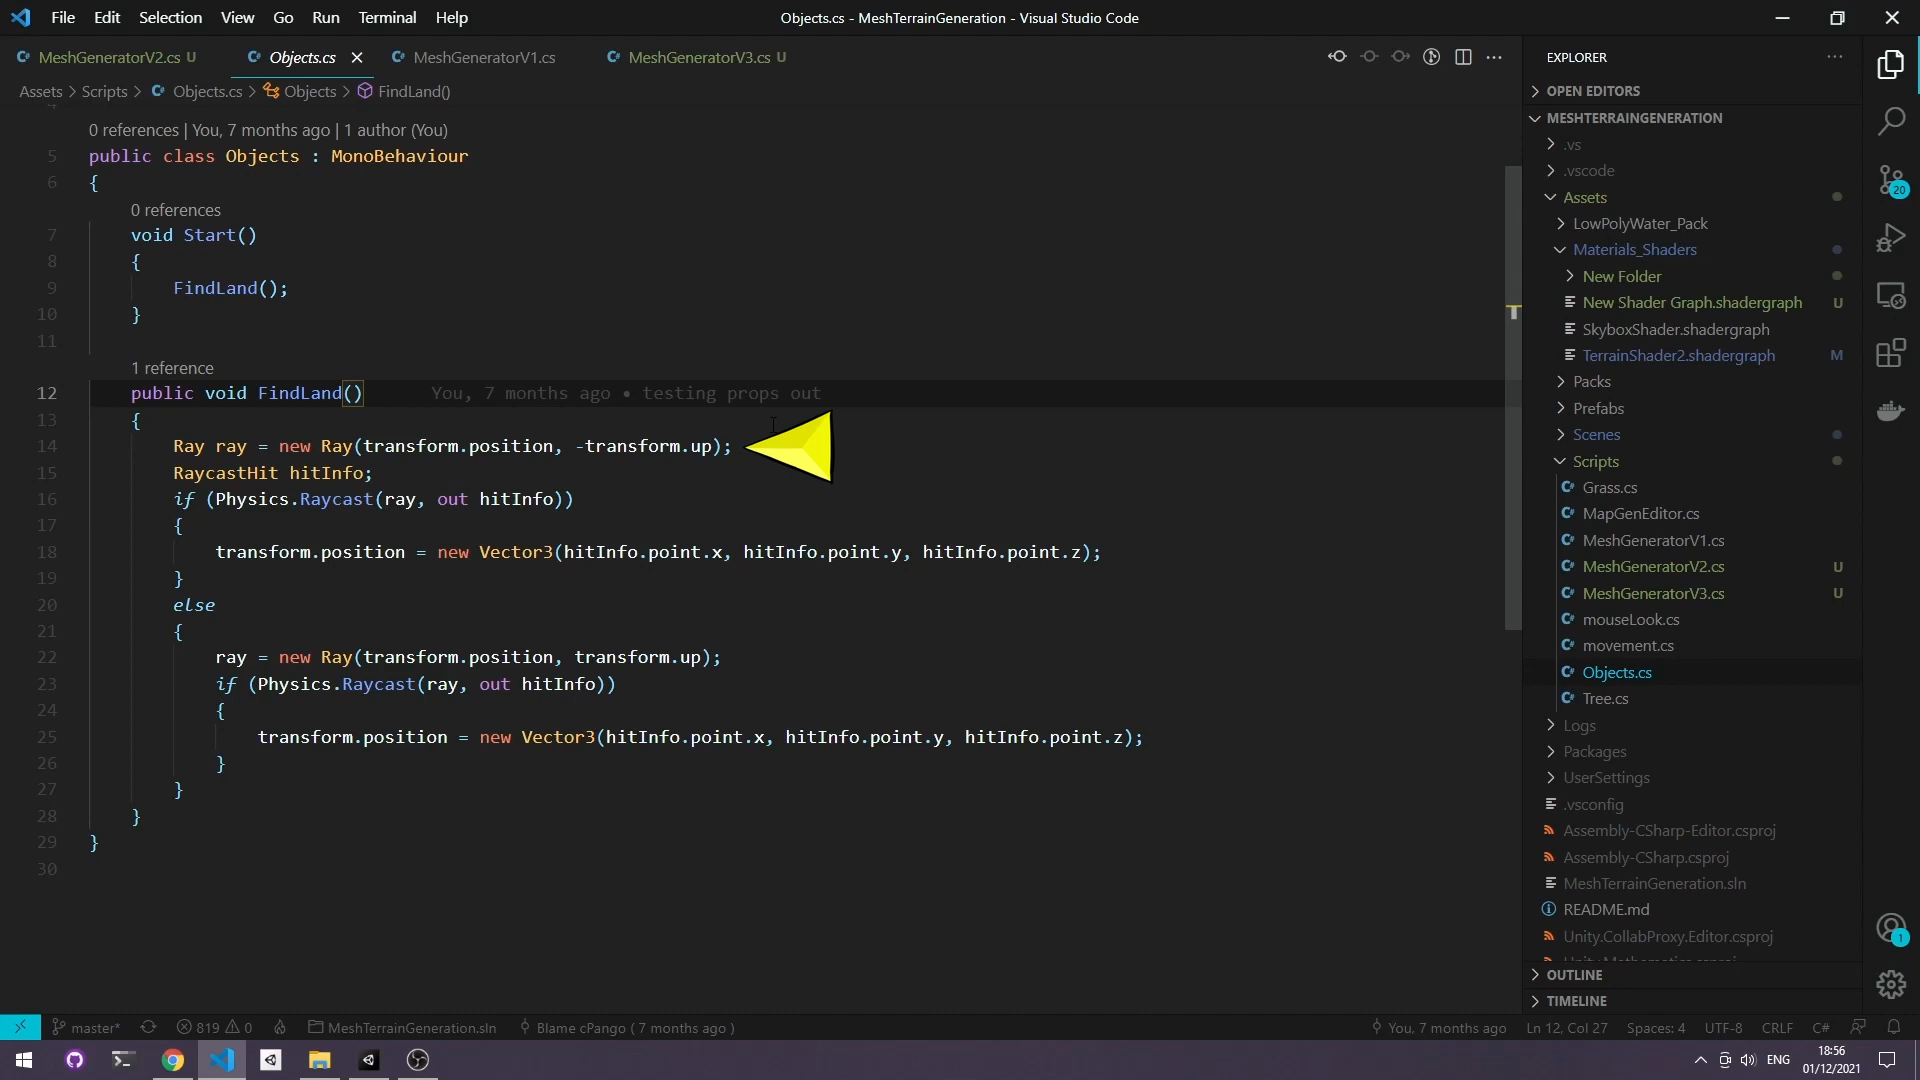 File Edit Selection View Go Run Terminal Help
Objects.cs - MeshTerrainGeneration - Visual Studio Code
MeshGeneratorV2.cs U
Objects.cs
MeshGeneratorV1.cs
MeshGeneratorV3.cs U
Assets > Scripts > Objects.cs > Objects > FindLand()
4
0 references | You, 7 months ago | 1 author (You)
5 public class Objects : MonoBehaviour
6 {
0 references
7 void Start()
8 {
9 FindLand();
10 }
11
1 reference
12 public void FindLand() You, 7 months ago • testing props out
13 {
14 Ray ray = new Ray(transform.position, -transform.up);
15 RaycastHit hitInfo;
16 if (Physics.Raycast(ray, out hitInfo))
17 {
18 transform.position = new Vector3(hitInfo.point.x, hitInfo.point.y, hitInfo.point.z);
19 }
20 else
21 {
22 ray = new Ray(transform.position, transform.up);
23 if (Physics.Raycast(ray, out hitInfo))
24 {
25 transform.position = new Vector3(hitInfo.point.x, hitInfo.point.y, hitInfo.point.z);
26 }
27 }
28 }
29 }
30
EXPLORER
OPEN EDITORS
MESHTERRAINGENERATION
.vs
.vscode
Assets
LowPolyWater_Pack
Materials_Shaders
New Folder
New Shader Graph.shadergraph U
SkyboxShader.shadergraph
TerrainShader2.shadergraph M
Packs
Prefabs
Scenes
Scripts
Grass.cs
MapGenEditor.cs
MeshGeneratorV1.cs
MeshGeneratorV2.cs U
MeshGeneratorV3.cs U
mouseLook.cs
movement.cs
Objects.cs
Tree.cs
Logs
Packages
UserSettings
.vsconfig
Assembly-CSharp-Editor.csproj
Assembly-CSharp.csproj
MeshTerrainGeneration.sln
README.md
Unity.CollabProxy.Editor.csproj
Unity.Mathematics.csproj
OUTLINE
TIMELINE
20
1
master* 819 0 MeshTerrainGeneration.sln Blame cPango ( 7 months ago )
You, 7 months ago Ln 12, Col 27 Spaces: 4 UTF-8 CRLF C#
ENG
18:56
01/12/2021